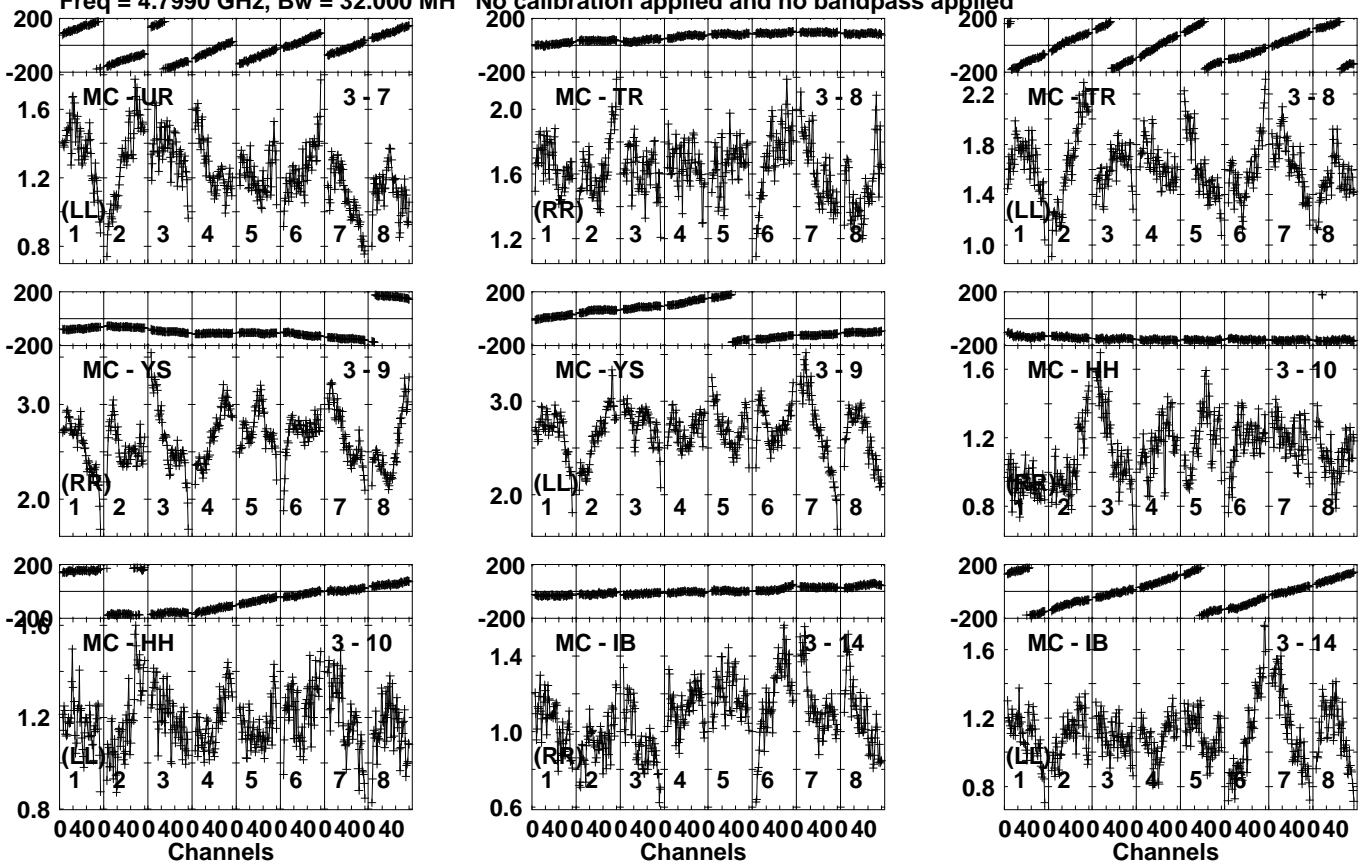 Freq = 4.7990 GHz, Bw = 32.000 MH No calibration applied and no bandpass applied
200 -200 1.6 1.4 1.2 1.0 0.8
MC - UR 3 - 7
(LL)
1 2 3 4 5 6 7 8
200 -200 2.0 1.6 1.2
MC - TR 3 - 8
(RR)
1 2 3 4 5 6 7 8
200 -200 2.2 1.8 1.4 1.0
MC - TR 3 - 8
(LL)
1 2 3 4 5 6 7 8
200 -200 3.0 2.0
MC - YS 3 - 9
(RR)
1 2 3 4 5 6 7 8
200 -200 3.0 2.0
MC - YS 3 - 9
(LL)
1 2 3 4 5 6 7 8
200 -200 1.6 1.2 0.8
MC - HH 3 - 10
(RR)
1 2 3 4 5 6 7 8
200 -200 1.6 1.2 0.8
MC - HH 3 - 10
(LL)
1 2 3 4 5 6 7 8
200 -200 1.4 1.0 0.6
MC - IB 3 - 14
(RR)
1 2 3 4 5 6 7 8
200 -200 1.6 1.2 0.8
MC - IB 3 - 14
(LL)
1 2 3 4 5 6 7 8
0 40 0 40 0 40 0 40 0 40 0 40 0 40 0 40
Channels
0 40 0 40 0 40 0 40 0 40 0 40 0 40 0 40
Channels
0 40 0 40 0 40 0 40 0 40 0 40 0 40 0 40
Channels